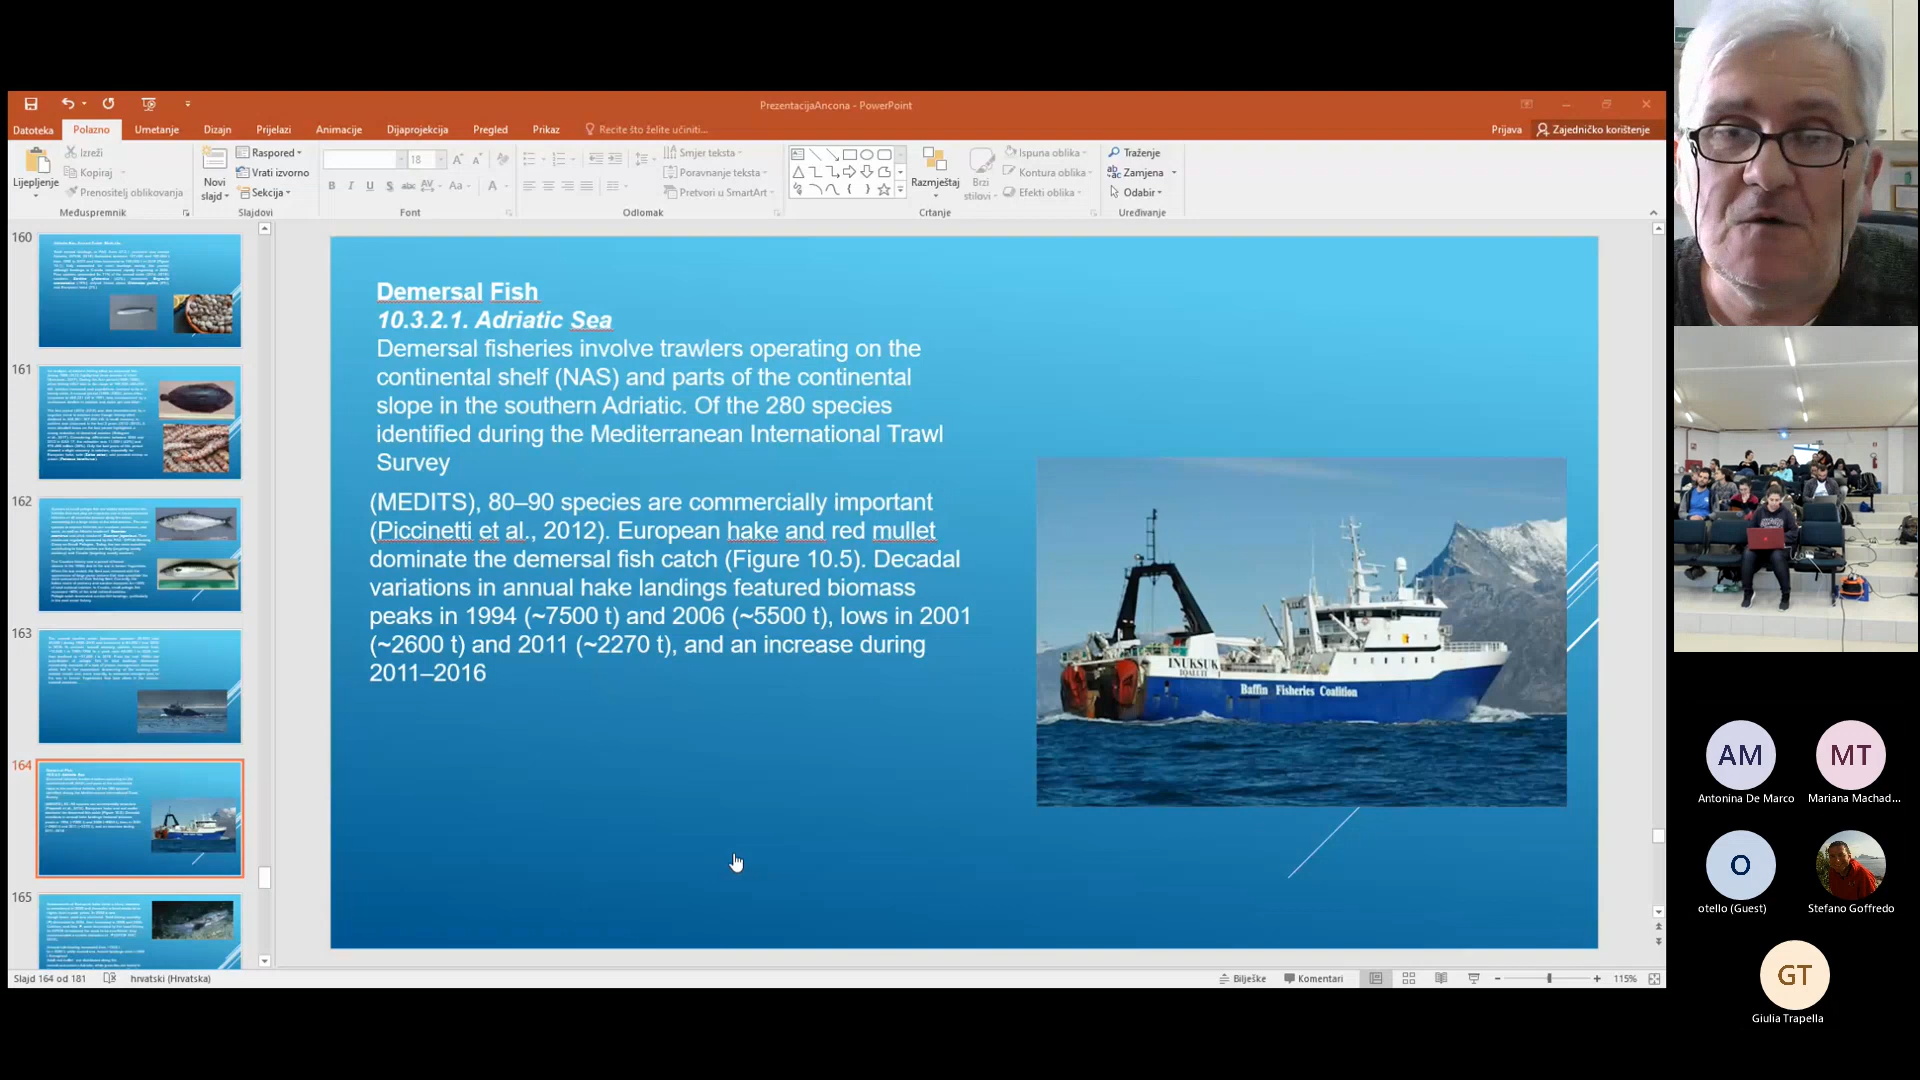 PrezentacijaAncona - PowerPoint
Datoteka Polazno Umetanje Dizajn Prijelazi Animacije Dijaprojekcija Pregled Prikaz Recite što želite učiniti... Prijava Zajedničko korištenje
Lijepljenje
Izreži
Kopiraj
Prenositelj oblikovanja
Međuspremnik
Novi slajd
Raspored
Vrati izvorno
Sekcija
Slajdovi
18
Font
Smjer teksta
Poravnanje teksta
Pretvori u SmartArt
Odlomak
Razmještaj
Brzi stilovi
Ispuna oblika
Kontura oblika
Efekti oblika
Crtanje
Traženje
Zamjena
Odabir
Uređivanje
160
161
162
163
164
165
Demersal Fish
10.3.2.1. Adriatic Sea
Demersal fisheries involve trawlers operating on the
continental shelf (NAS) and parts of the continental
slope in the southern Adriatic. Of the 280 species
identified during the Mediterranean International Trawl
Survey
(MEDITS), 80–90 species are commercially important
(Piccinetti et al., 2012). European hake and red mullet
dominate the demersal fish catch (Figure 10.5). Decadal
variations in annual hake landings featured biomass
peaks in 1994 (~7500 t) and 2006 (~5500 t), lows in 2001
(~2600 t) and 2011 (~2270 t), and an increase during
2011–2016
INUKSUK
Baffin Fisheries Coalition
Slajd 164 od 181 hrvatski (Hrvatska) Bilješke Komentari 115%
AM
Antonina De Marco
MT
Mariana Machad...
O
otello (Guest)
Stefano Goffredo
GT
Giulia Trapella